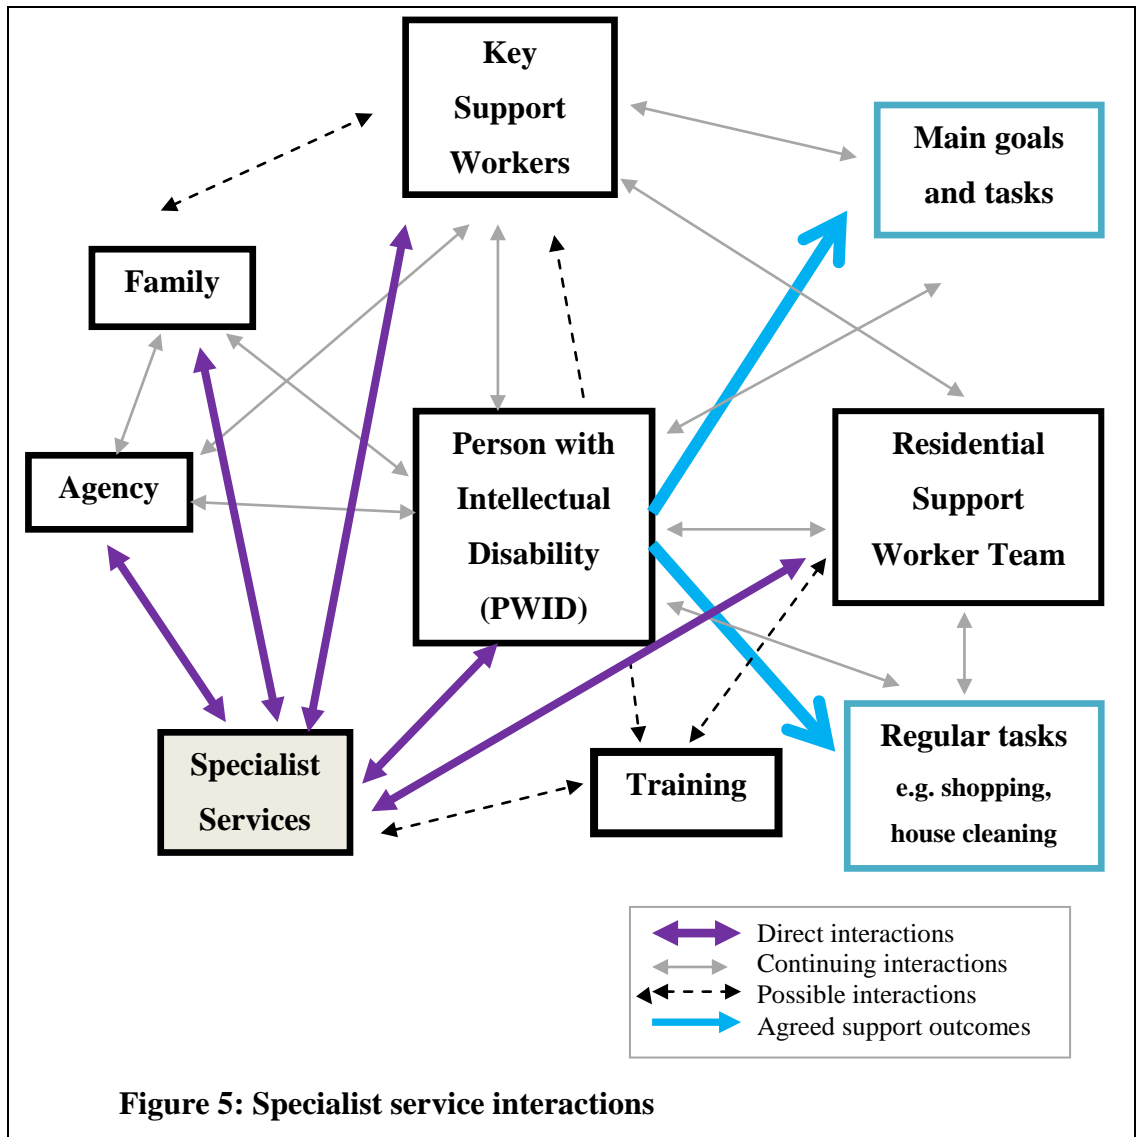 Key
Support
Workers
Main goals
and tasks
Family
Person with
Intellectual
Disability
(PWID)
Residential
Support
Worker Team
Agency
Specialist
Services
Training
Regular tasks
e.g. shopping,
house cleaning
Direct interactions
Continuing interactions
Possible interactions
Agreed support outcomes
Figure 5: Specialist service interactions